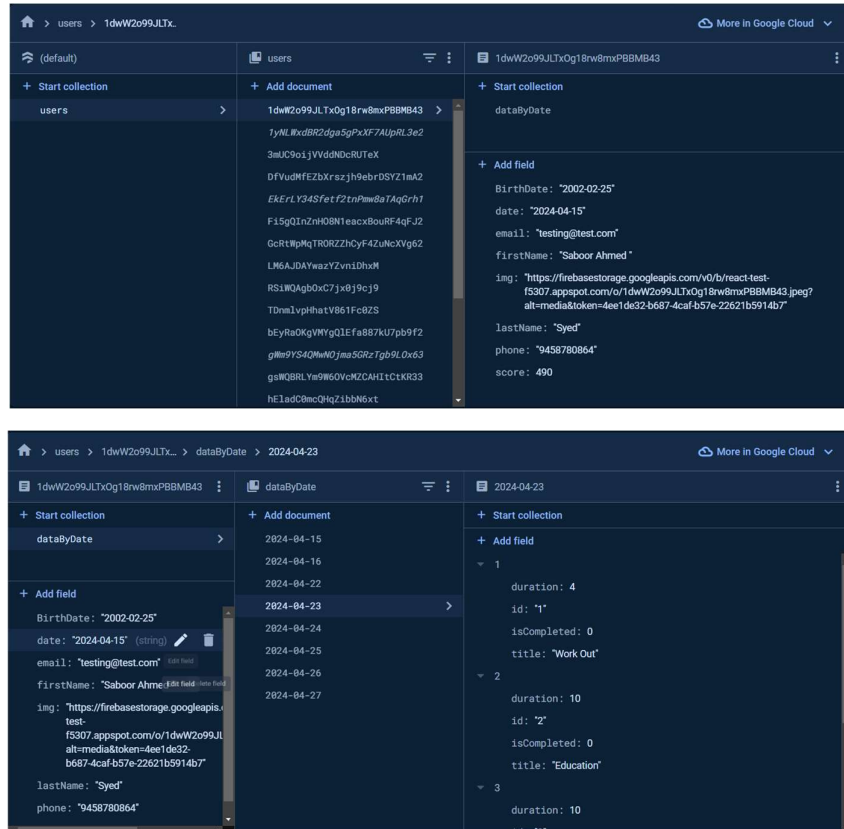 users > 1dwW2o99JLTx.. More in Google Cloud
(default) users 1dwW2o99JLTxOg18rw8mxPBBMB43
+ Start collection + Add document + Start collection
users
1dwW2o99JLTxOg18rw8mxPBBMB43
dataByDate
1yNLWxdBR2dga5gPxXF7AUpRL3e2
3mUC9oijVVddNDcRUTeX
+ Add field
DfVudMfEZbXrszjh9ebrDSYZ1mA2
BirthDate: "2002-02-25"
EkErLY34Sfetf2tnPmw8aTAqGrh1
date: "2024-04-15"
Fi5gQInZnHO8N1eacxBouRF4qFJ2
email: "testing@test.com"
GcRtWpMqTRORZZhCyF4ZuNcXVg62
firstName: "Saboor Ahmed "
LM6AJDAYwazYZvniDhxM
img: "https://firebasestorage.googleapis.com/v0/b/react-test-
RSiWQAgbOxC7jx0j9cj9
f5307.appspot.com/o/1dwW2o99JLTxOg18rw8mxPBBMB43.jpeg?
TDnmlvpHhatV861Fc0ZS
alt=media&token=4ee1de32-b687-4caf-b57e-22621b5914b7"
bEyRaOKgVMYgQlEfa887kU7pb9f2
lastName: "Syed"
gWm9YS4QMwNOjma5GRzTgb9LOx63
phone: "9458780864"
gsWQBRLYm9W6OVcMZCAHItCtKR33
score: 490
hEladC0mcQHqZibbN6xt
users > 1dwW2o99JLTx... > dataByDate > 2024-04-23 More in Google Cloud
1dwW2o99JLTxOg18rw8mxPBBMB43 dataByDate 2024-04-23
+ Start collection + Add document + Start collection
dataByDate
2024-04-15
+ Add field
2024-04-16
1
2024-04-22
duration: 4
+ Add field
2024-04-23
id: "1"
BirthDate: "2002-02-25"
2024-04-24
isCompleted: 0
date: "2024-04-15" (string)
2024-04-25
title: "Work Out"
email: "testing@test.com" Edit field
2024-04-26
2
firstName: "Saboor Ahme Edit field lete field
2024-04-27
duration: 10
img: "https://firebasestorage.googleapis.
test-
id: "2"
f5307.appspot.com/o/1dwW2o99JL
isCompleted: 0
alt=media&token=4ee1de32-
b687-4caf-b57e-22621b5914b7"
title: "Education"
lastName: "Syed"
3
phone: "9458780864"
duration: 10